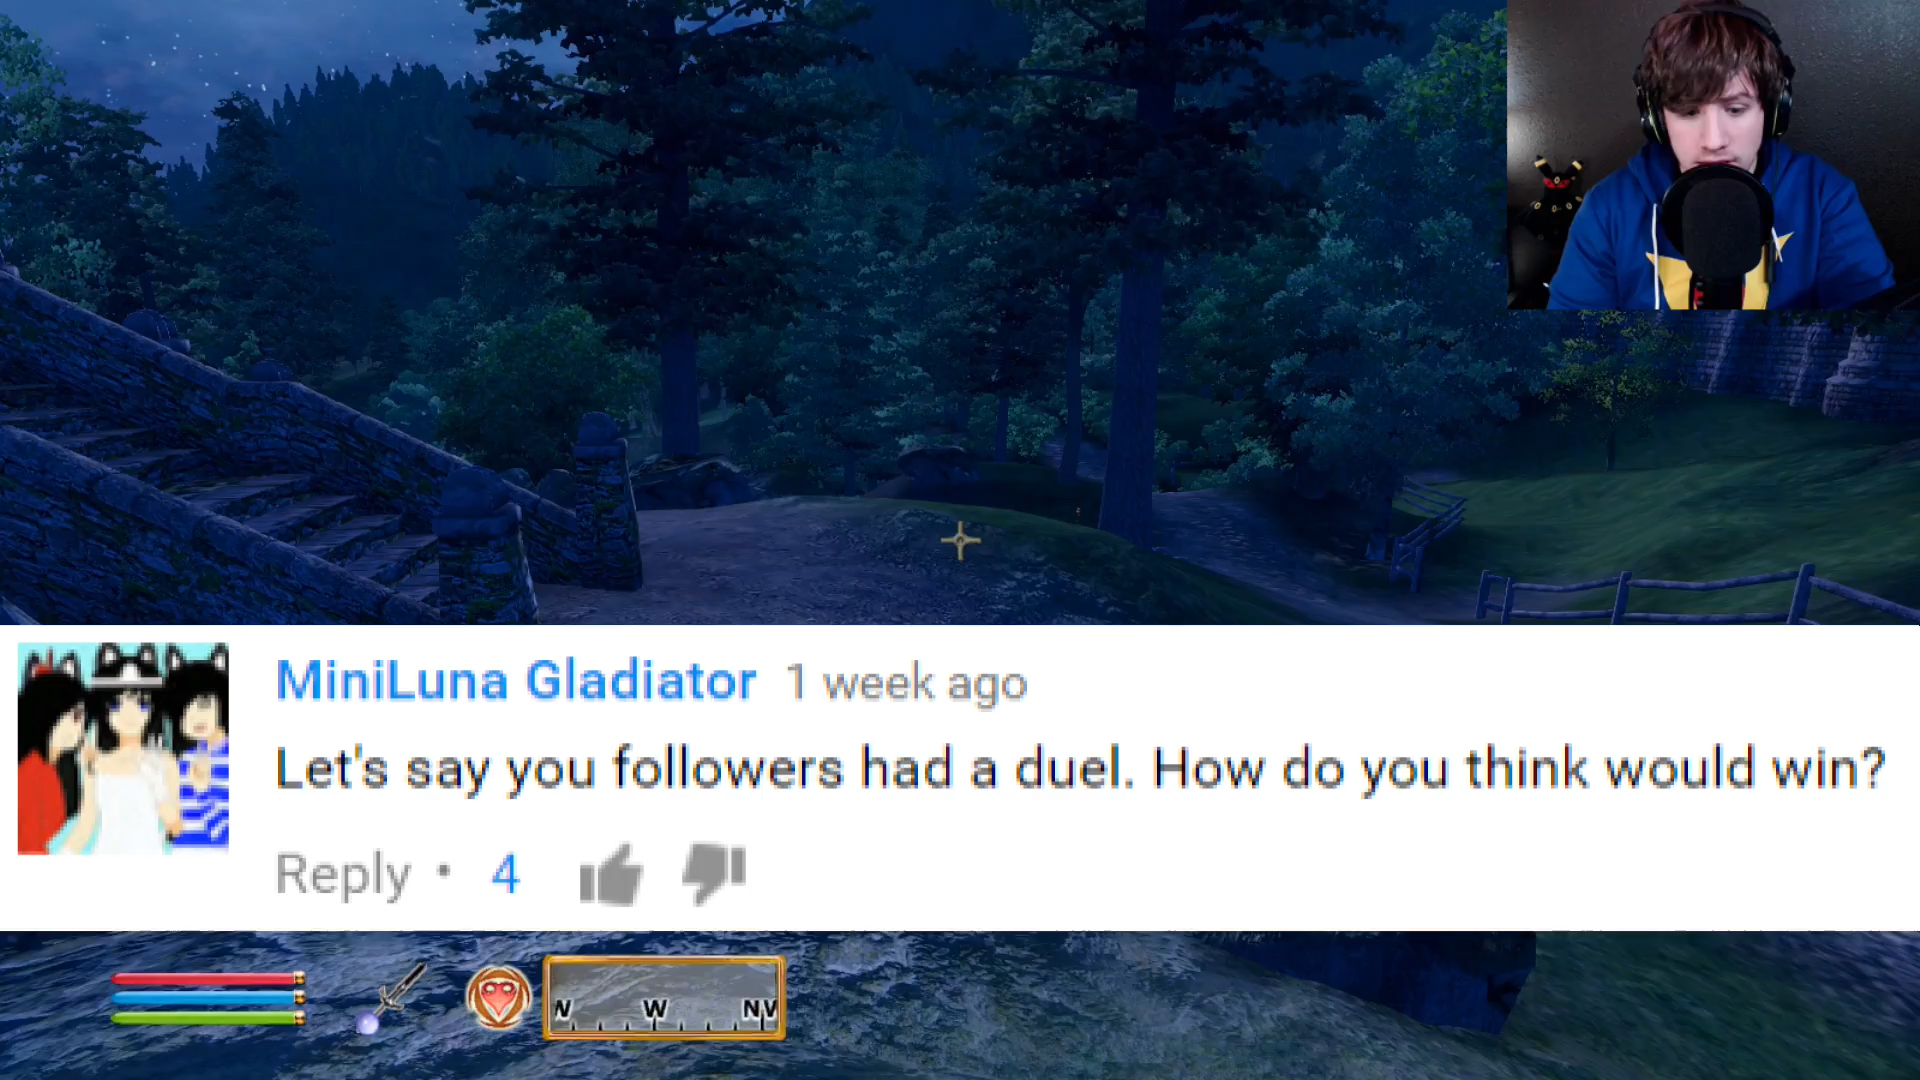 MiniLuna Gladiator 1 week ago
Let's say you followers had a duel. How do you think would win?
Reply • 4
W W NW